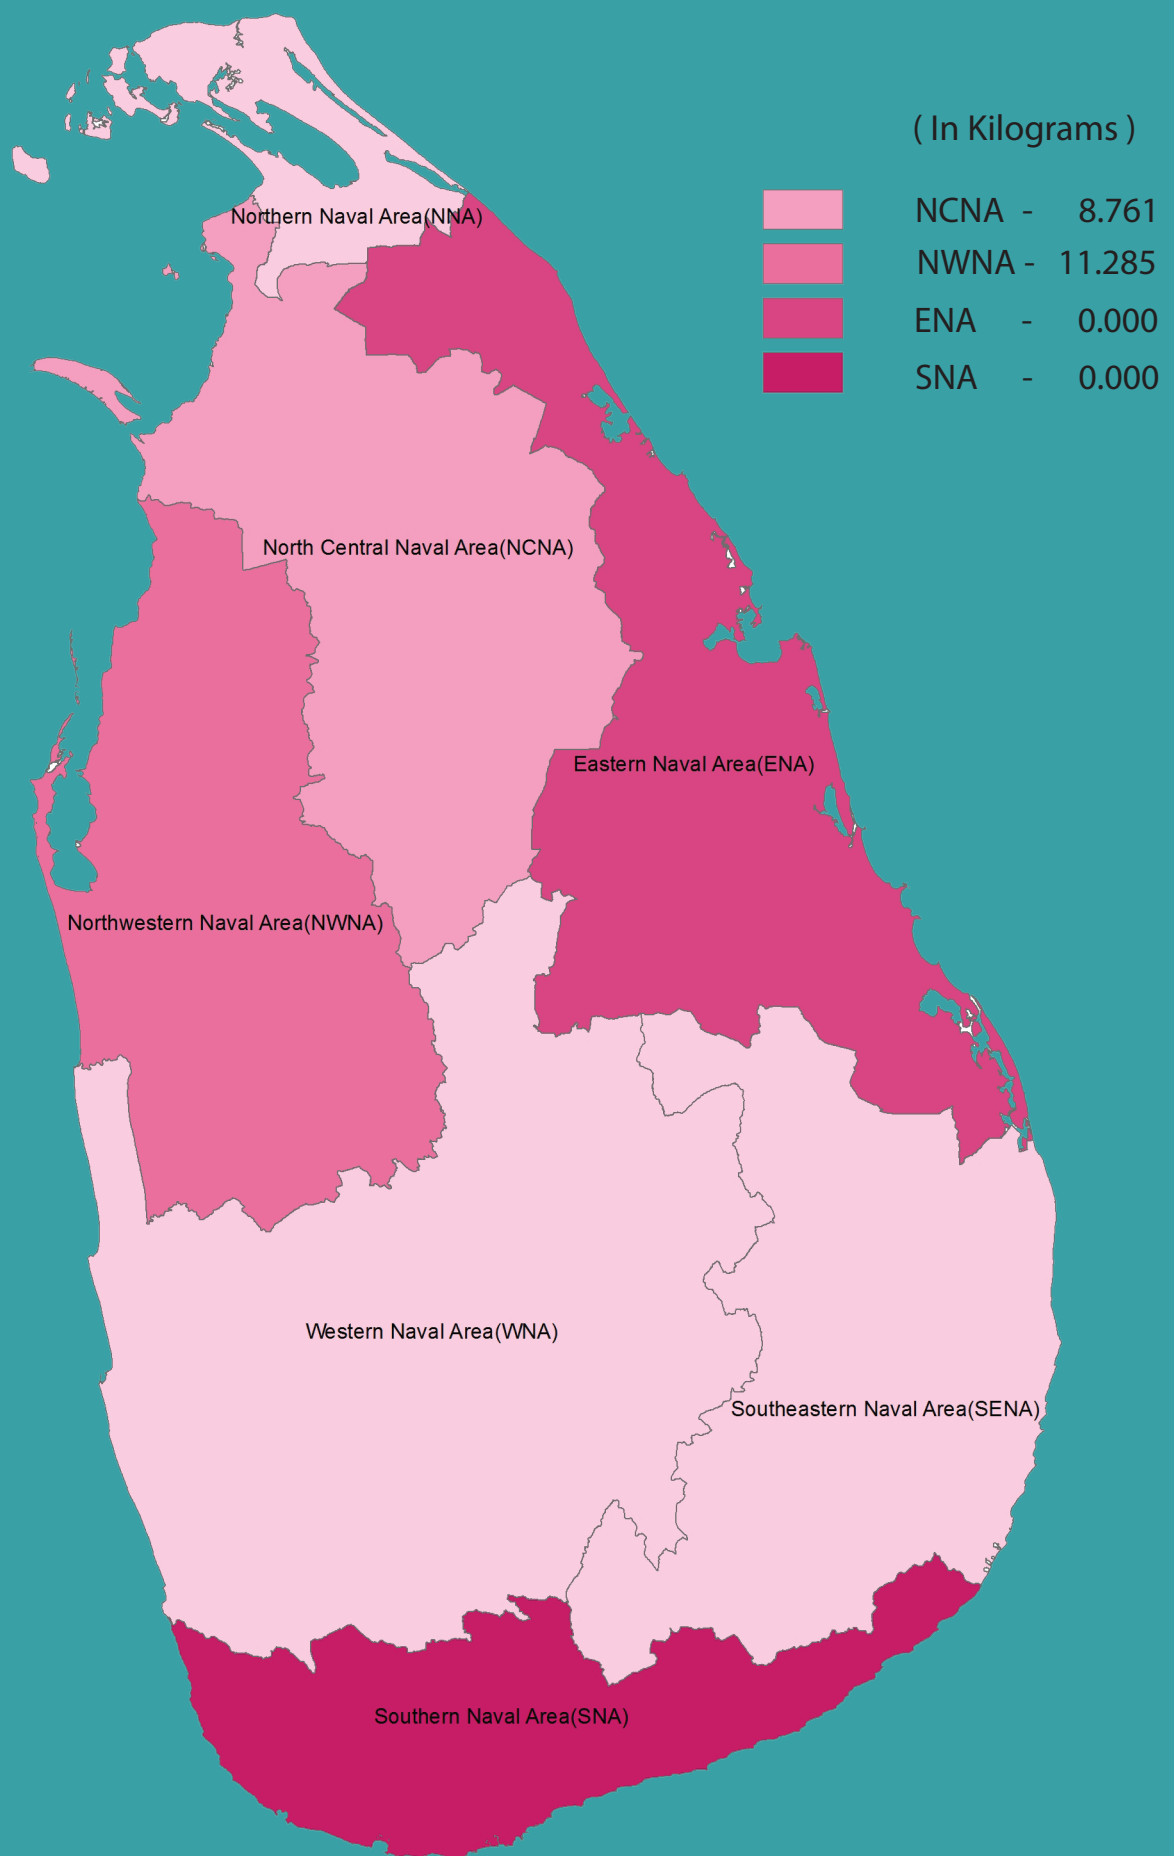 ( In Kilograms )
NCNA - 8.761
NWNA - 11.285
ENA - 0.000
SNA - 0.000
Northern Naval Area(NNA)
North Central Naval Area(NCNA)
Eastern Naval Area(ENA)
Northwestern Naval Area(NWNA)
Western Naval Area(WNA)
Southeastern Naval Area(SENA)
Southern Naval Area(SNA)